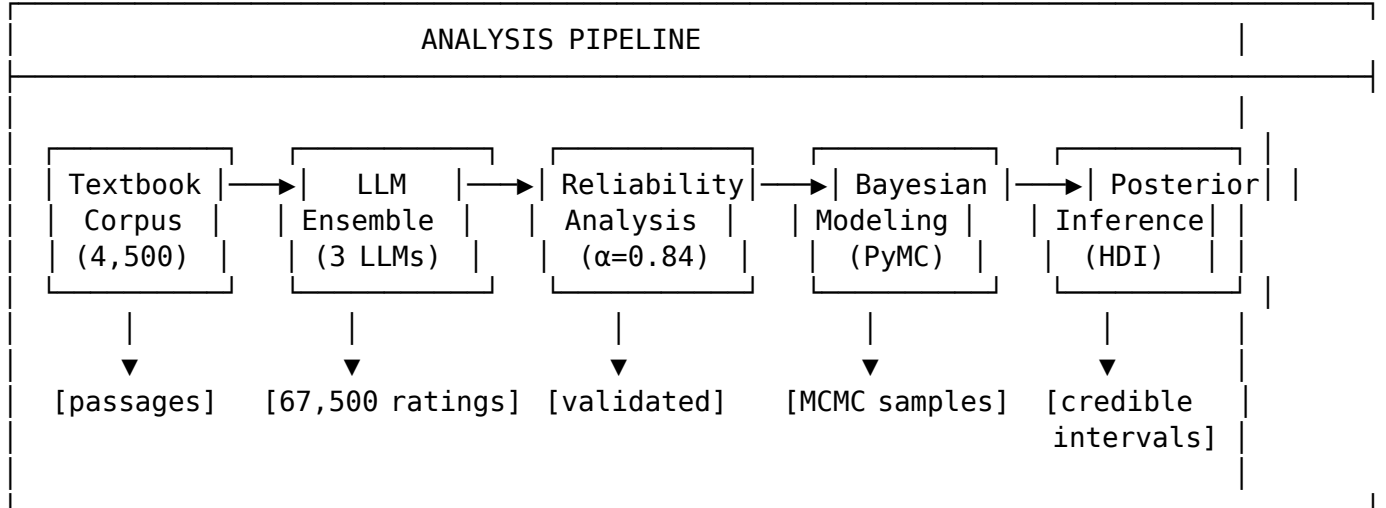 ANALYSIS PIPELINE
Textbook LLM Reliability Bayesian Posterior
Corpus Ensemble Analysis Modeling Inference
(4,500) (3 LLMs) (α=0.84) (PyMC) (HDI)
[passages] [67,500 ratings] [validated] [MCMC samples] [credible
intervals]